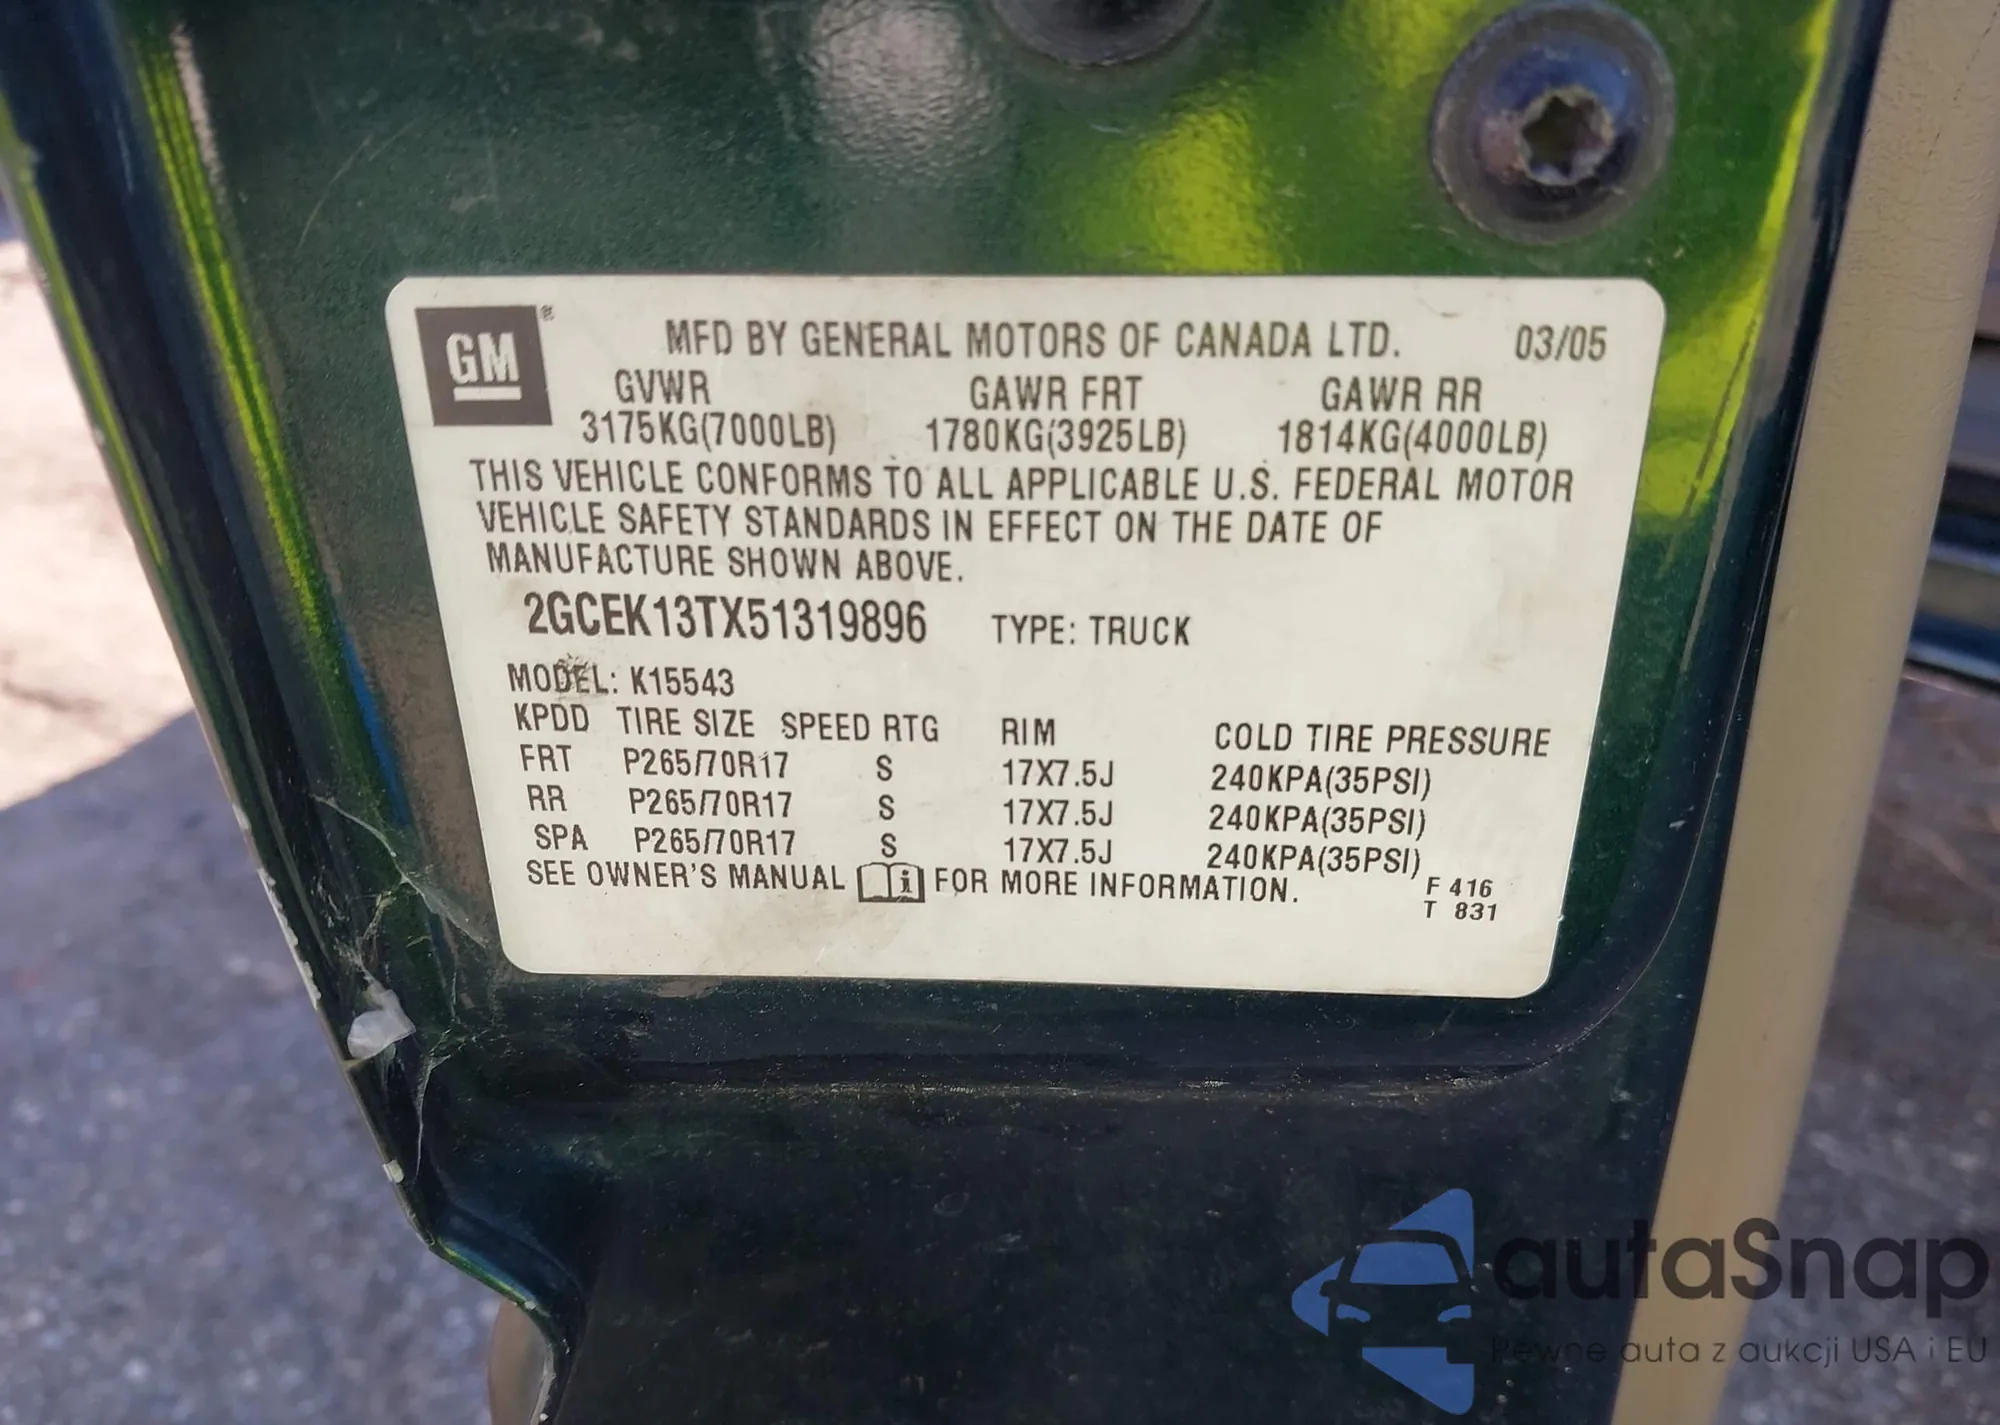 GM ®
MFD BY GENERAL MOTORS OF CANADA LTD. 03/05
GVWR GAWR FRT GAWR RR
3175KG(7000LB) 1780KG(3925LB) 1814KG(4000LB)
THIS VEHICLE CONFORMS TO ALL APPLICABLE U.S. FEDERAL MOTOR
VEHICLE SAFETY STANDARDS IN EFFECT ON THE DATE OF
MANUFACTURE SHOWN ABOVE.
2GCEK13TX51319896 TYPE: TRUCK
MODEL: K15543
KPDD TIRE SIZE SPEED RTG RIM COLD TIRE PRESSURE
FRT P265/70R17 S 17X7.5J 240KPA(35PSI)
RR P265/70R17 S 17X7.5J 240KPA(35PSI)
SPA P265/70R17 S 17X7.5J 240KPA(35PSI)
SEE OWNER'S MANUAL i FOR MORE INFORMATION.
F 416
T 831
autaSnap
Pewne auta z aukcji USA i EU